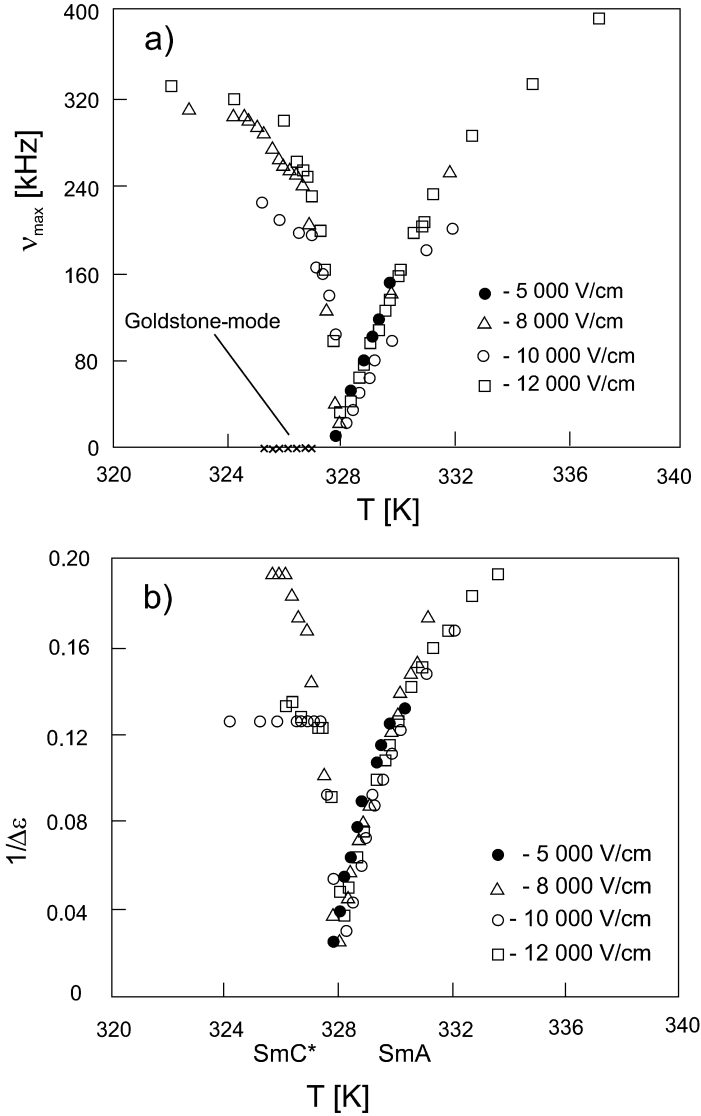 400
a)
320
240
160
80
0
νmax [kHz]
Goldstone-mode
- 5 000 V/cm
- 8 000 V/cm
- 10 000 V/cm
- 12 000 V/cm
320 324 328 332 336 340
T [K]
0.20
b)
0.16
0.12
0.08
0.04
0
1/Δε
- 5 000 V/cm
- 8 000 V/cm
- 10 000 V/cm
- 12 000 V/cm
320 324 328 332 336 340
SmC* SmA
T [K]